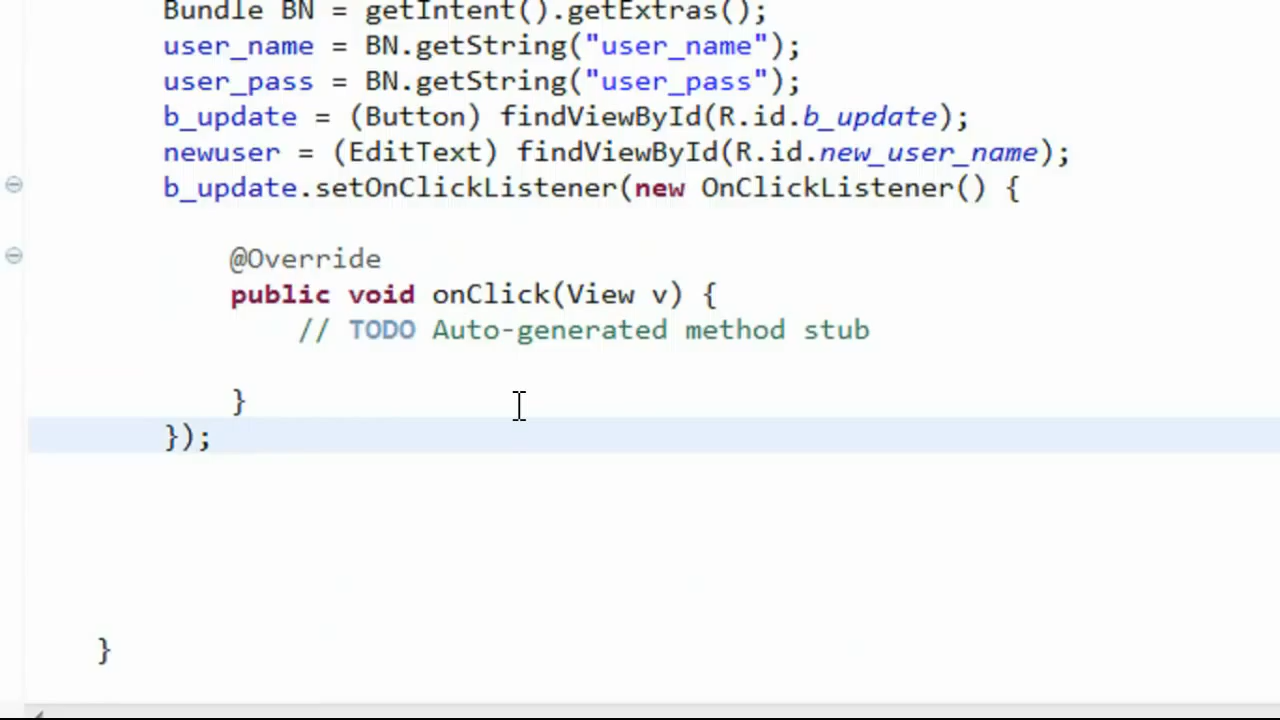 Bundle BN = getIntent().getExtras();
user_name = BN.getString("user_name");
user_pass = BN.getString("user_pass");
b_update = (Button) findViewById(R.id.b_update);
newuser = (EditText) findViewById(R.id.new_user_name);
b_update.setOnClickListener(new OnClickListener() {
@Override
public void onClick(View v) {
// TODO Auto-generated method stub
}
});
}